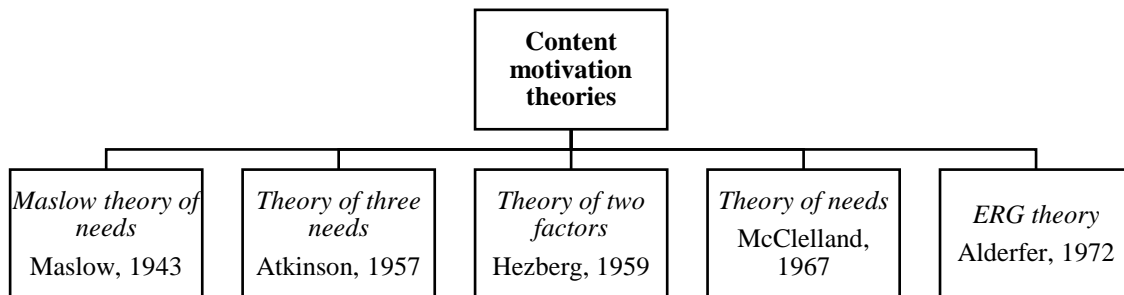 Content
motivation
theories
Maslow theory of
needs
Maslow, 1943
Theory of three
needs
Atkinson, 1957
Theory of two
factors
Hezberg, 1959
Theory of needs
McClelland,
1967
ERG theory
Alderfer, 1972